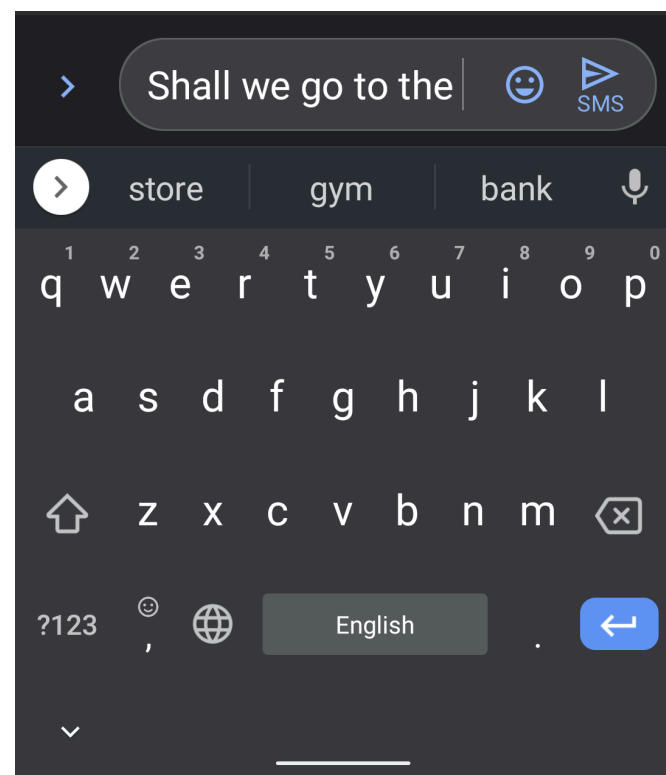 Shall we go to the
SMS
store gym bank
1 2 3 4 5 6 7 8 9 0
q w e r t y u i o p
a s d f g h j k l
z x c v b n m
?123 , English .